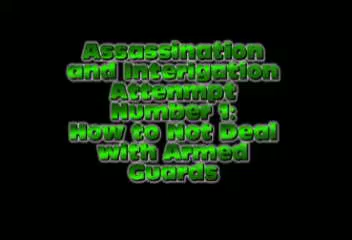 Assassination
and Interigation
Attenmpt
Number 1:
How to Not Deal
with Armed
Guards